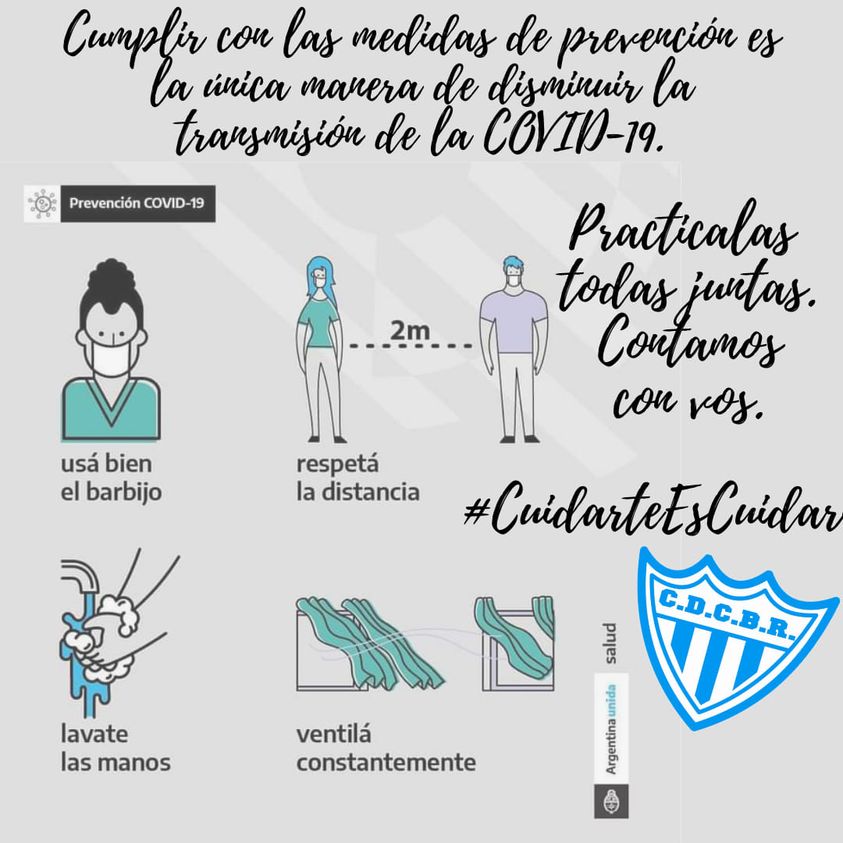 Cumplir con las medidas de prevención es
la única manera de disminuir la
transmisión de la COVID-19.
Prevención COVID-19
Practicalas
todas juntas.
Contamos
con vos.
2m
usá bien
el barbijo
respetá
la distancia
#CuidarteEsCuidar
C.D.C.B.R.
lavate
las manos
ventilá
constantemente
salud
Argentina unida